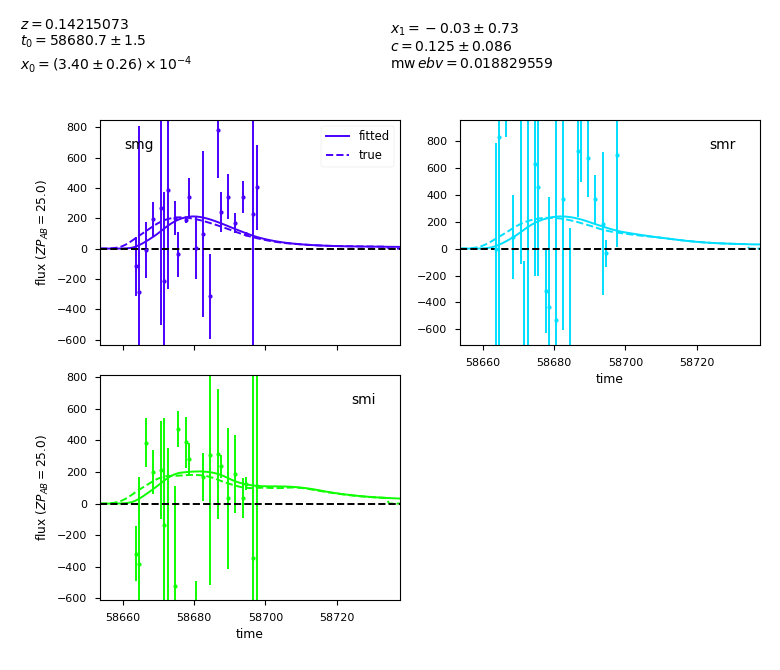 z = 0.14215073
t₀ = 58680.7 ± 1.5
x₀ = (3.40 ± 0.26) × 10⁻⁴
x₁ = −0.03 ± 0.73
c = 0.125 ± 0.086
mw ebv = 0.018829559
smg
fitted
true
800
600
400
200
0
−200
−400
−600
flux (ZP_AB = 25.0)
smr
800
600
400
200
0
−200
−400
−600
58660 58680 58700 58720
time
smi
800
600
400
200
0
−200
−400
−600
flux (ZP_AB = 25.0)
58660 58680 58700 58720
time